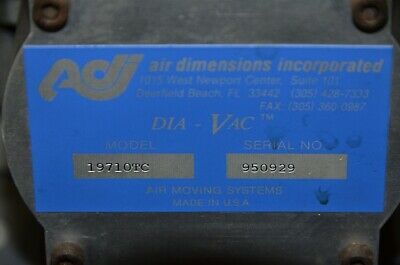 adi air dimensions incorporated
1015 West Newport Center, Suite 101
Deerfield Beach, FL 33442 (305) 428-7333
FAX: (305) 360-0987
DIA - VAC™
MODEL SERIAL NO.
19710TC 950929
AIR MOVING SYSTEMS
MADE IN U.S.A.